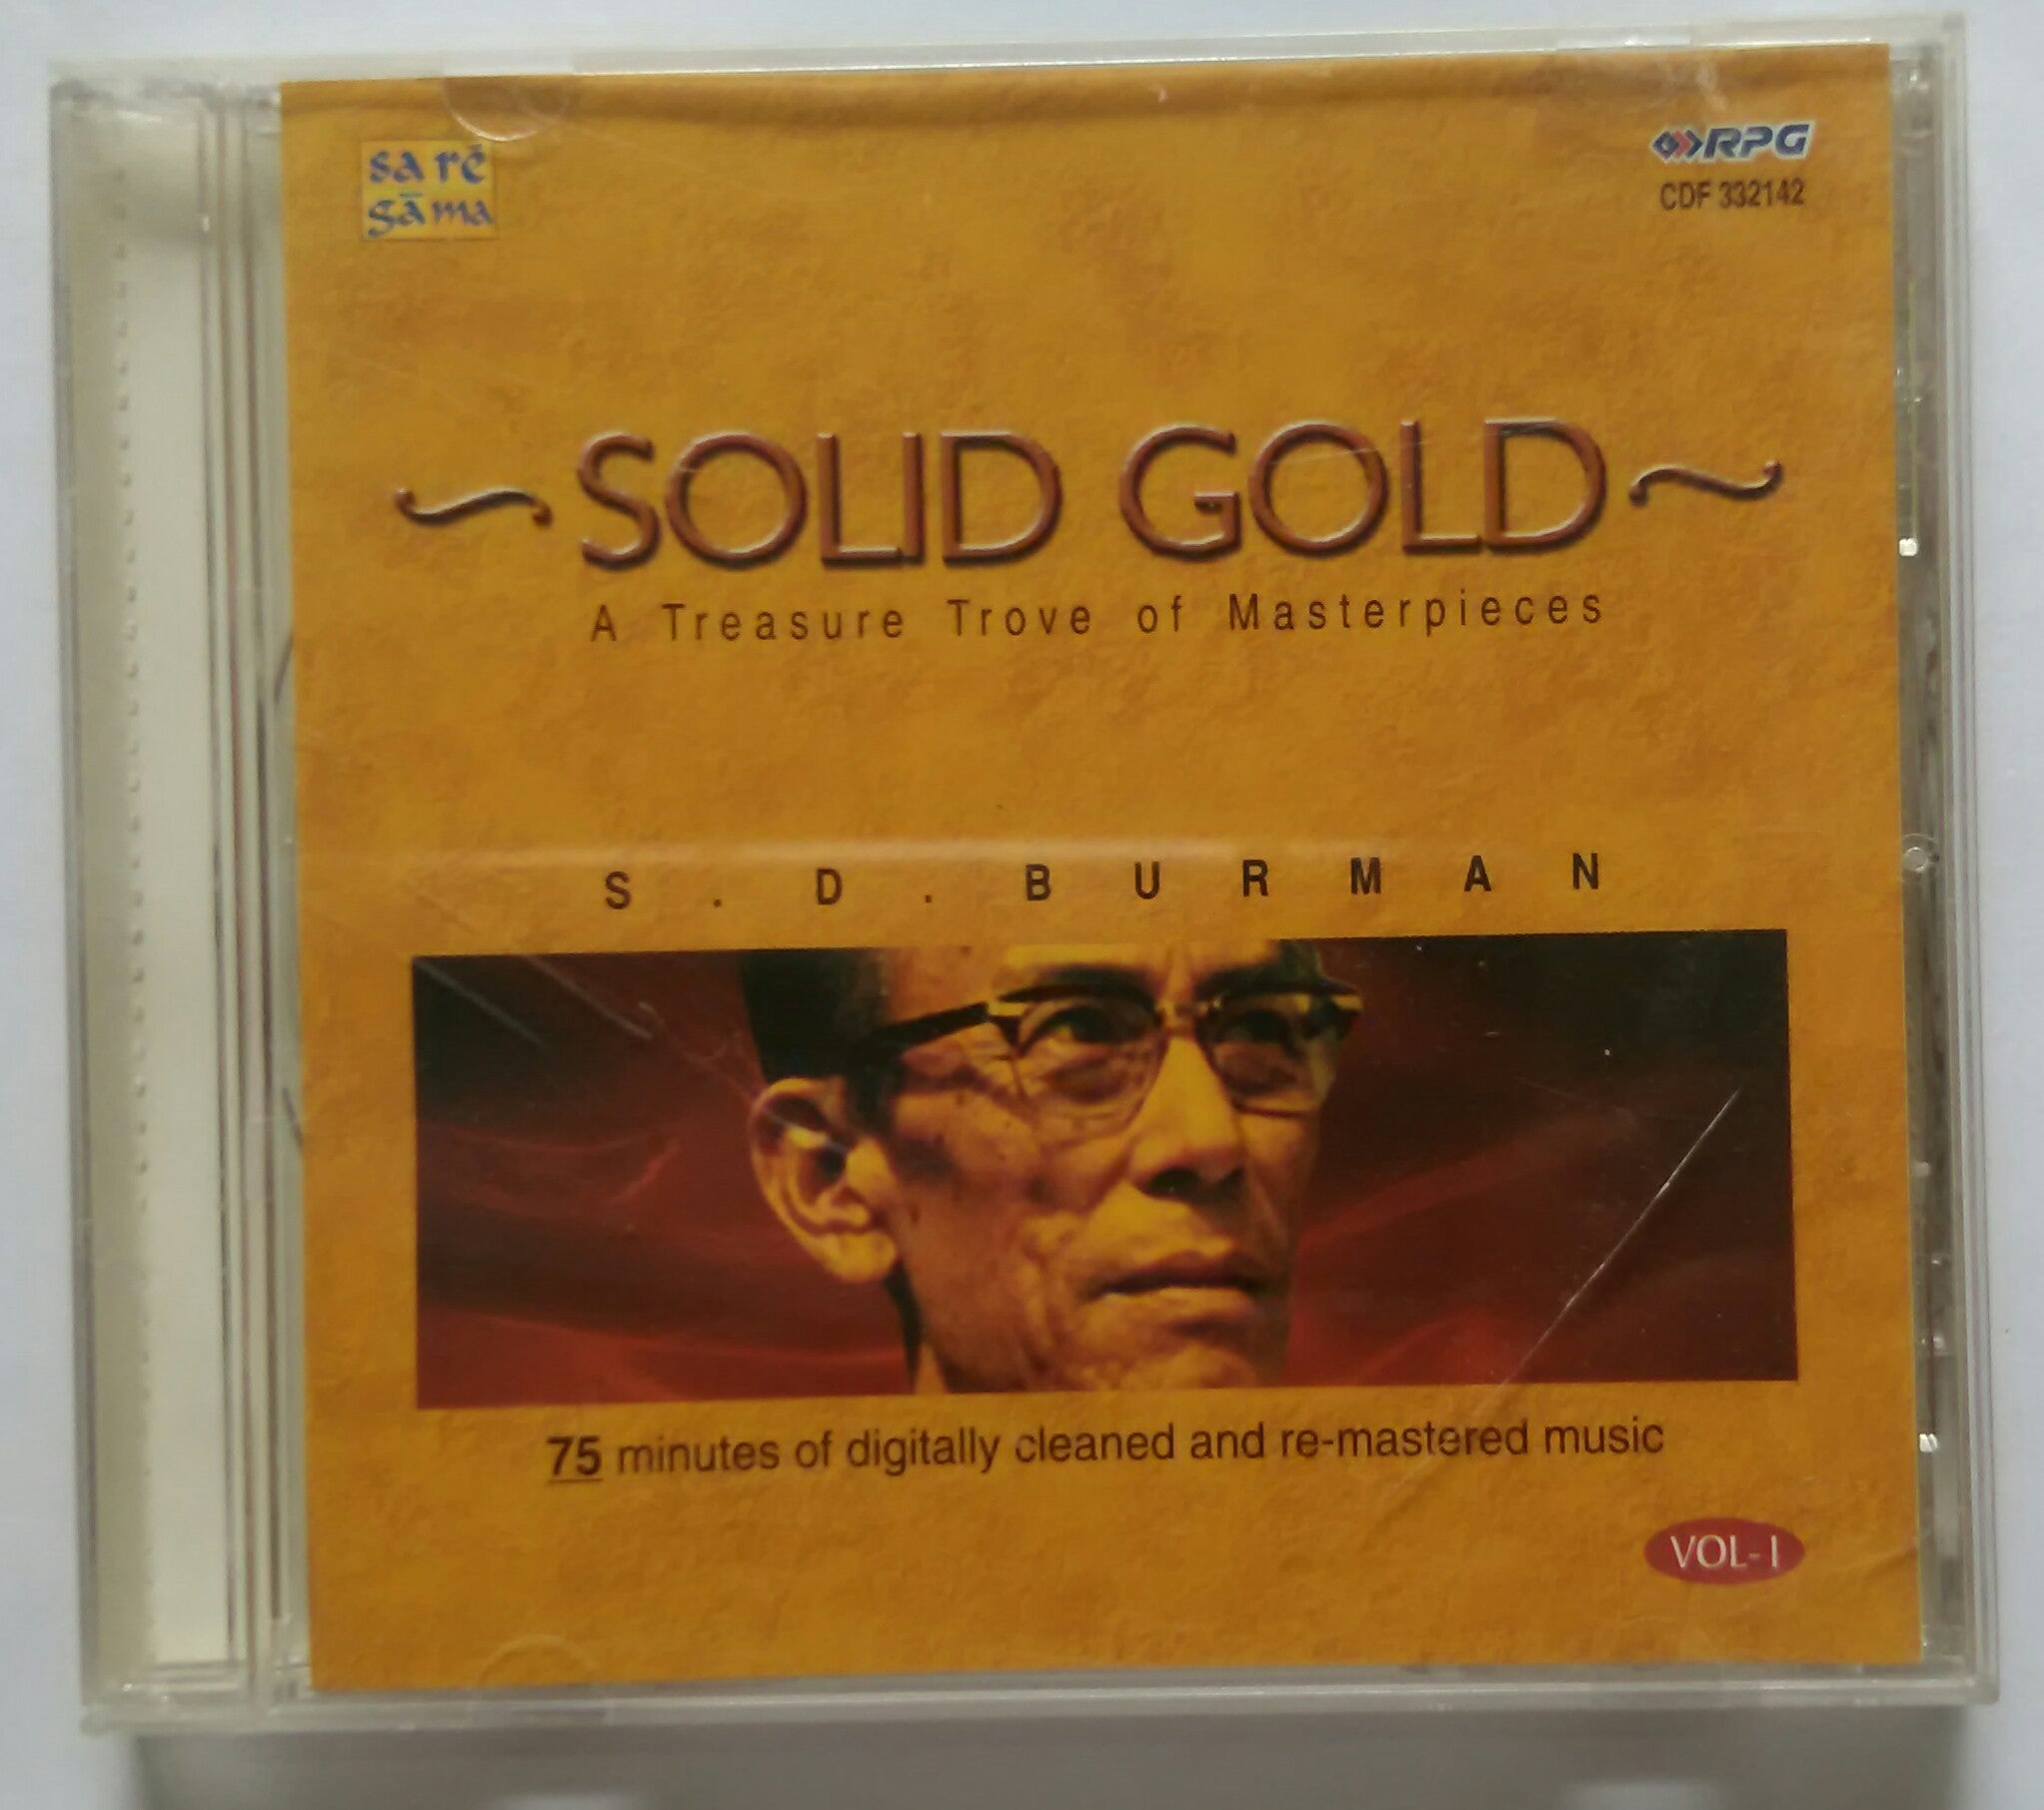 sa rē
gā ma
RPG
CDF 332142
SOLID GOLD
A Treasure Trove of Masterpieces
S. D. BURMAN
75 minutes of digitally cleaned and re-mastered music
VOL-1